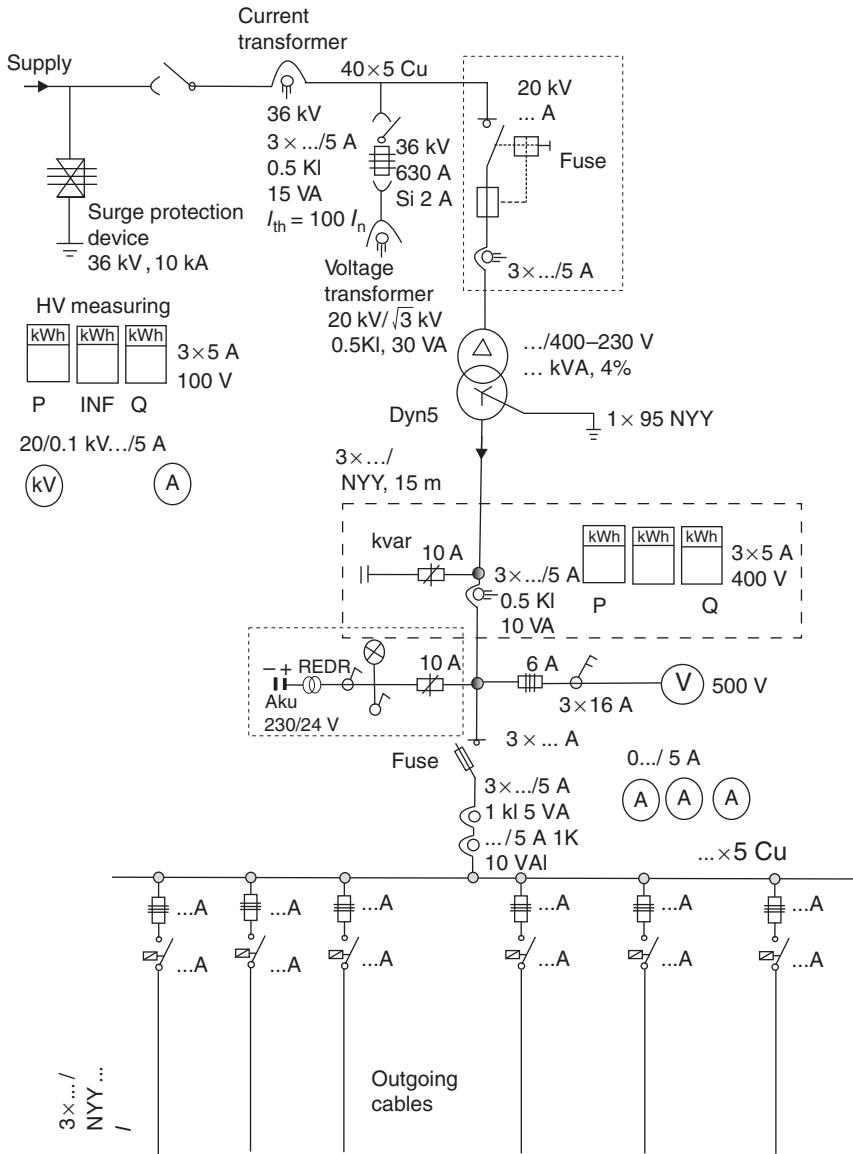 Current
transformer
Supply
40×5 Cu
20 kV
... A
Fuse
36 kV
3× .../5 A
0.5 Kl
15 VA
Ith = 100 In
36 kV
630 A
Si 2 A
Surge protection
device
36 kV, 10 kA
3×.../5 A
Voltage
transformer
20 kV/√3 kV
0.5Kl, 30 VA
HV measuring
kWh kWh kWh
3×5 A
100 V
P INF Q
20/0.1 kV.../5 A
kV A
.../400–230 V
... kVA, 4%
Dyn5
1× 95 NYY
3× .../
NYY, 15 m
kvar
10 A
3×.../5 A
0.5 Kl
10 VA
kWh kWh kWh
3×5 A
400 V
P Q
− + REDR
10 A
Aku
230/24 V
6 A
3×16 A
V 500 V
3× ... A
Fuse
0.../ 5 A
A A A
3×.../5 A
1 kl 5 VA
.../5 A 1K
10 VAl
...×5 Cu
...A ...A ...A ...A ...A ...A
...A ...A ...A ...A ...A ...A
3×.../
NYY ...
l
Outgoing
cables